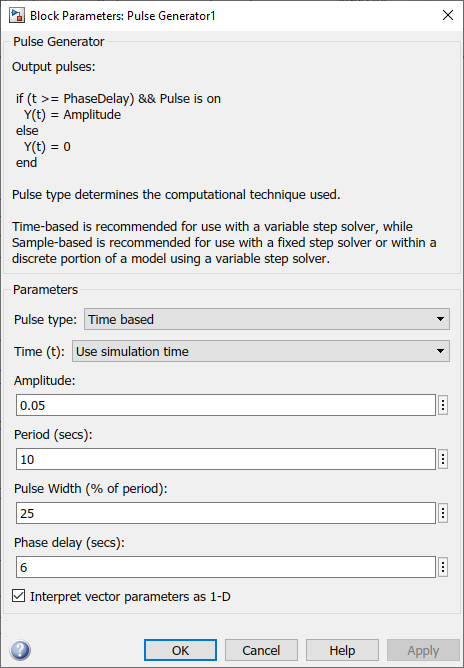 Block Parameters: Pulse Generator1
Pulse Generator
Output pulses:
if (t >= PhaseDelay) && Pulse is on
Y(t) = Amplitude
else
Y(t) = 0
end
Pulse type determines the computational technique used.
Time-based is recommended for use with a variable step solver, while
Sample-based is recommended for use with a fixed step solver or within a
discrete portion of a model using a variable step solver.
Parameters
Pulse type: Time based
Time (t): Use simulation time
Amplitude:
0.05
Period (secs):
10
Pulse Width (% of period):
25
Phase delay (secs):
6
Interpret vector parameters as 1-D
? OK Cancel Help Apply